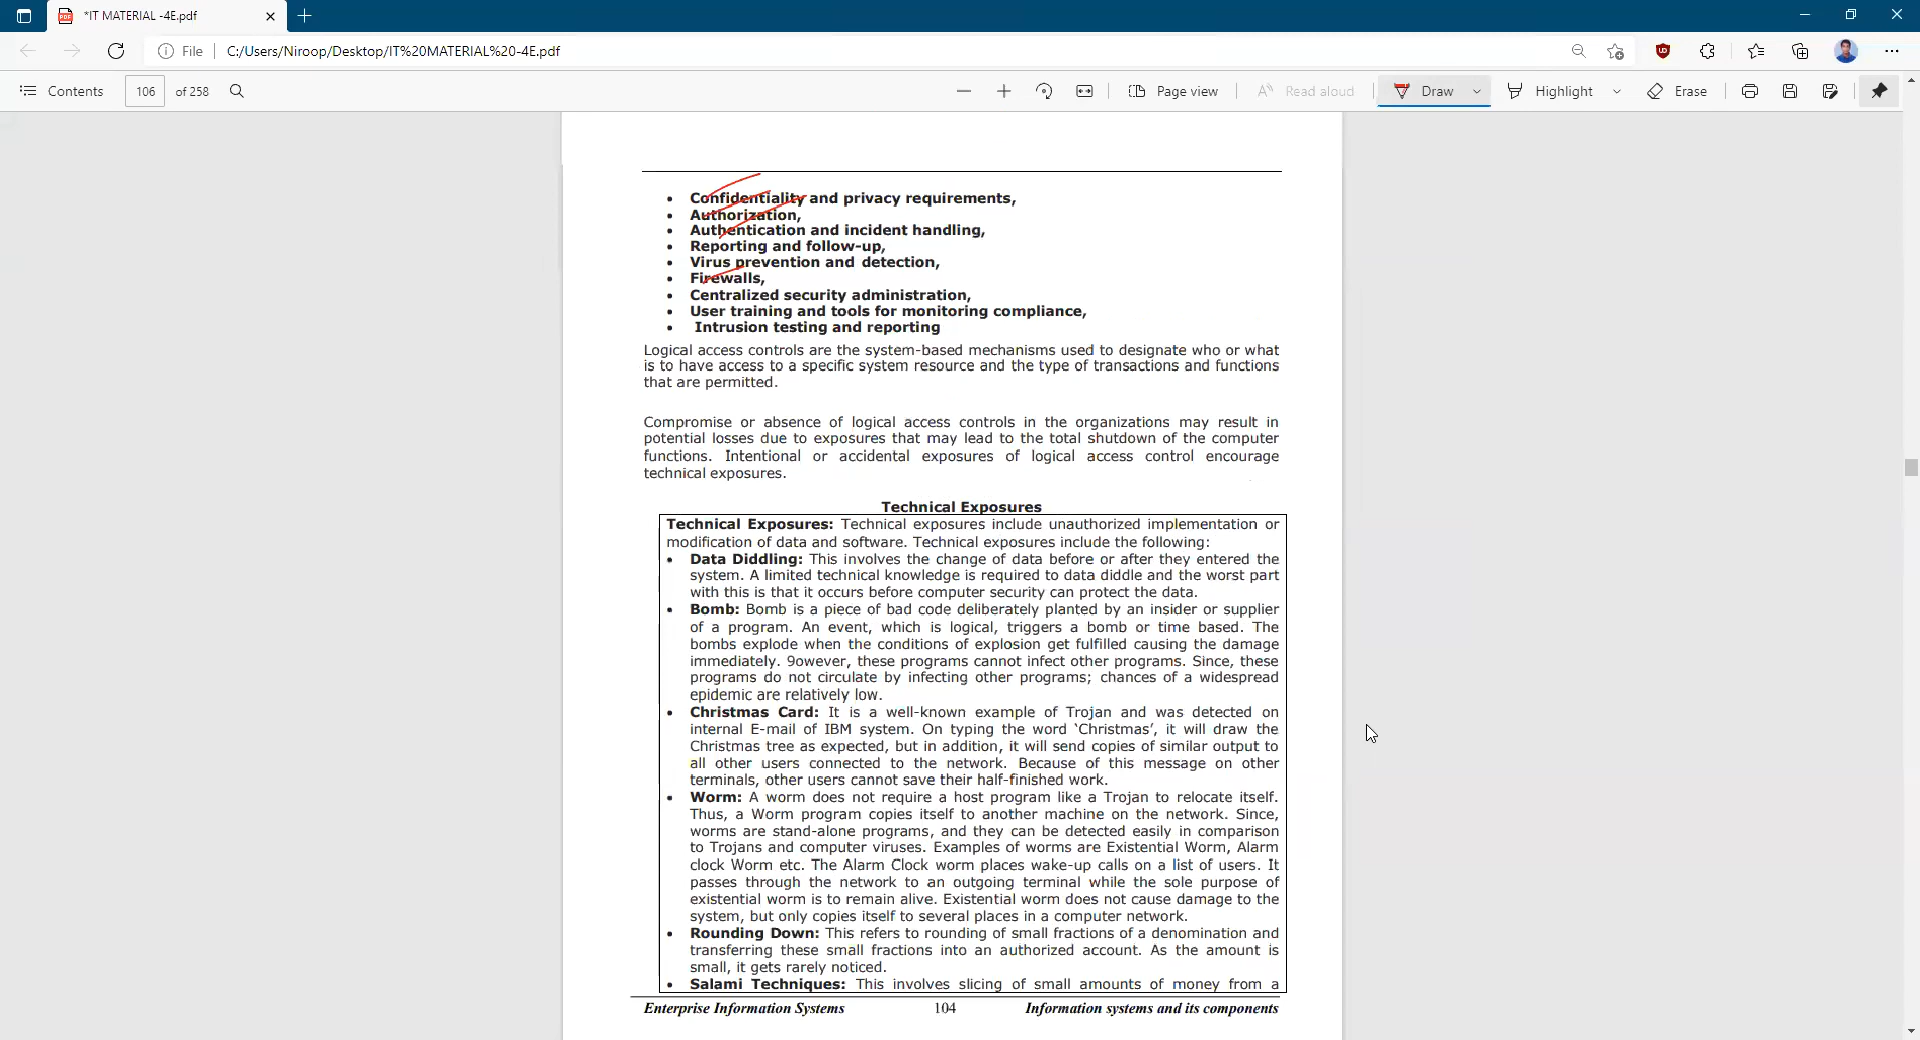 *IT MATERIAL -4E.pdf
File
C:/Users/Niroop/Desktop/IT%20MATERIAL%20-4E.pdf
Contents
106
of 258
Page view
Read aloud
Draw
Highlight
Erase
• Confidentiality and privacy requirements,
• Authorization,
• Authentication and incident handling,
• Reporting and follow-up,
• Virus prevention and detection,
• Firewalls,
• Centralized security administration,
• User training and tools for monitoring compliance,
• Intrusion testing and reporting
Logical access controls are the system-based mechanisms used to designate who or what
is to have access to a specific system resource and the type of transactions and functions
that are permitted.
Compromise or absence of logical access controls in the organizations may result in
potential losses due to exposures that may lead to the total shutdown of the computer
functions. Intentional or accidental exposures of logical access control encourage
technical exposures.
Technical Exposures
Technical Exposures: Technical exposures include unauthorized implementation or
modification of data and software. Technical exposures include the following:
• Data Diddling: This involves the change of data before or after they entered the
system. A limited technical knowledge is required to data diddle and the worst part
with this is that it occurs before computer security can protect the data.
• Bomb: Bomb is a piece of bad code deliberately planted by an insider or supplier
of a program. An event, which is logical, triggers a bomb or time based. The
bombs explode when the conditions of explosion get fulfilled causing the damage
immediately. 9owever, these programs cannot infect other programs. Since, these
programs do not circulate by infecting other programs; chances of a widespread
epidemic are relatively low.
• Christmas Card: It is a well-known example of Trojan and was detected on
internal E-mail of IBM system. On typing the word ‘Christmas’, it will draw the
Christmas tree as expected, but in addition, it will send copies of similar output to
all other users connected to the network. Because of this message on other
terminals, other users cannot save their half-finished work.
• Worm: A worm does not require a host program like a Trojan to relocate itself.
Thus, a Worm program copies itself to another machine on the network. Since,
worms are stand-alone programs, and they can be detected easily in comparison
to Trojans and computer viruses. Examples of worms are Existential Worm, Alarm
clock Worm etc. The Alarm Clock worm places wake-up calls on a list of users. It
passes through the network to an outgoing terminal while the sole purpose of
existential worm is to remain alive. Existential worm does not cause damage to the
system, but only copies itself to several places in a computer network.
• Rounding Down: This refers to rounding of small fractions of a denomination and
transferring these small fractions into an authorized account. As the amount is
small, it gets rarely noticed.
• Salami Techniques: This involves slicing of small amounts of money from a
Enterprise Information Systems 104 Information systems and its components